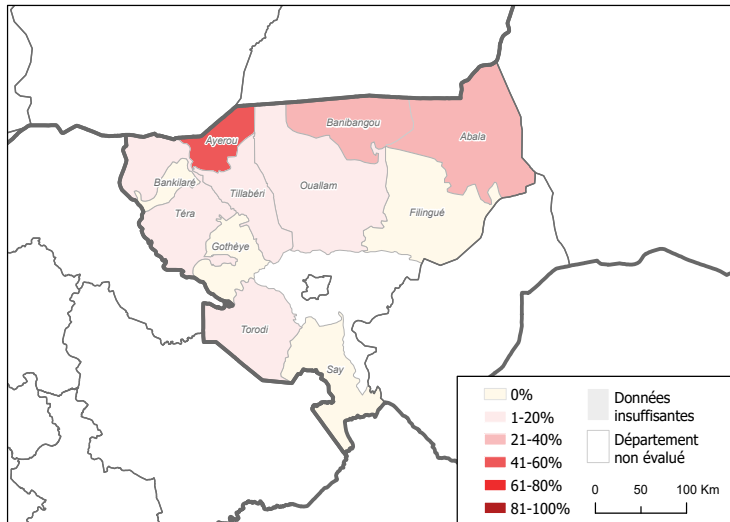 Ayerou
Banibangou
Abala
Bankilaré
Tillabéri
Ouallam
Téra
Filingué
Gothéye
Torodi
Say
0%
1-20%
21-40%
41-60%
61-80%
81-100%
Données
insuffisantes
Département
non évalué
0 50 100 Km